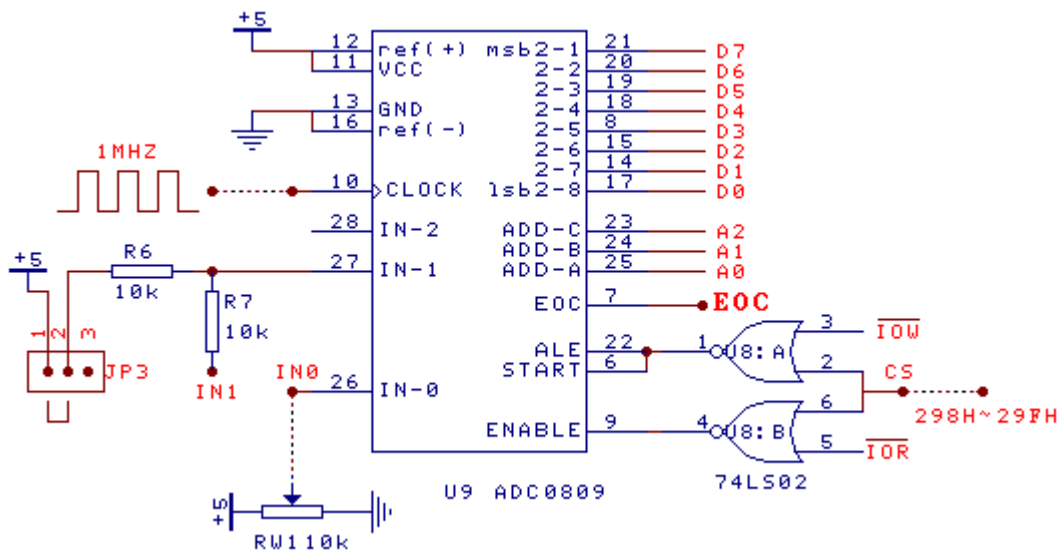 +5
12 ref(+) msb2-1 21 D7
11 VCC 2-2 20 D6
2-3 19 D5
13 GND 2-4 18 D4
16 ref(-) 2-5 8 D3
1MHZ 2-6 15 D2
2-7 14 D1
10 CLOCK lsb2-8 17 D0
28 IN-2 ADD-C 23 A2
ADD-B 24 A1
+5 R6 27 IN-1 ADD-A 25 A0
10k
R7 EOC 7 EOC
10k
1 2 3 ALE 22 1 U8:A 3 IOW
START 6 2
JP3 IN1 IN0 CS
26 IN-0 6 298H~29FH
ENABLE 9 4 U8:B 5 IOR
74LS02
U9 ADC0809
+5
RW110k